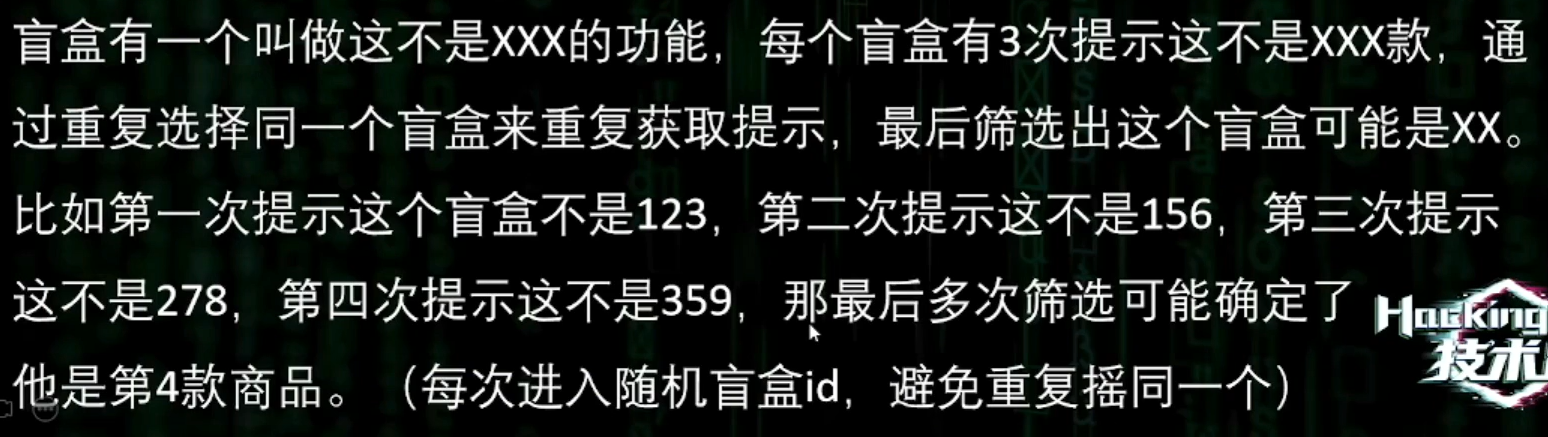 盲盒有一个叫做这不是XXX的功能，每个盲盒有3次提示这不是XXX款，通
过重复选择同一个盲盒来重复获取提示，最后筛选出这个盲盒可能是XX。
比如第一次提示这个盲盒不是123，第二次提示这不是156，第三次提示
这不是278，第四次提示这不是359，那最后多次筛选可能确定了
他是第4款商品。（每次进入随机盲盒id，避免重复摇同一个）
Hacking
技术